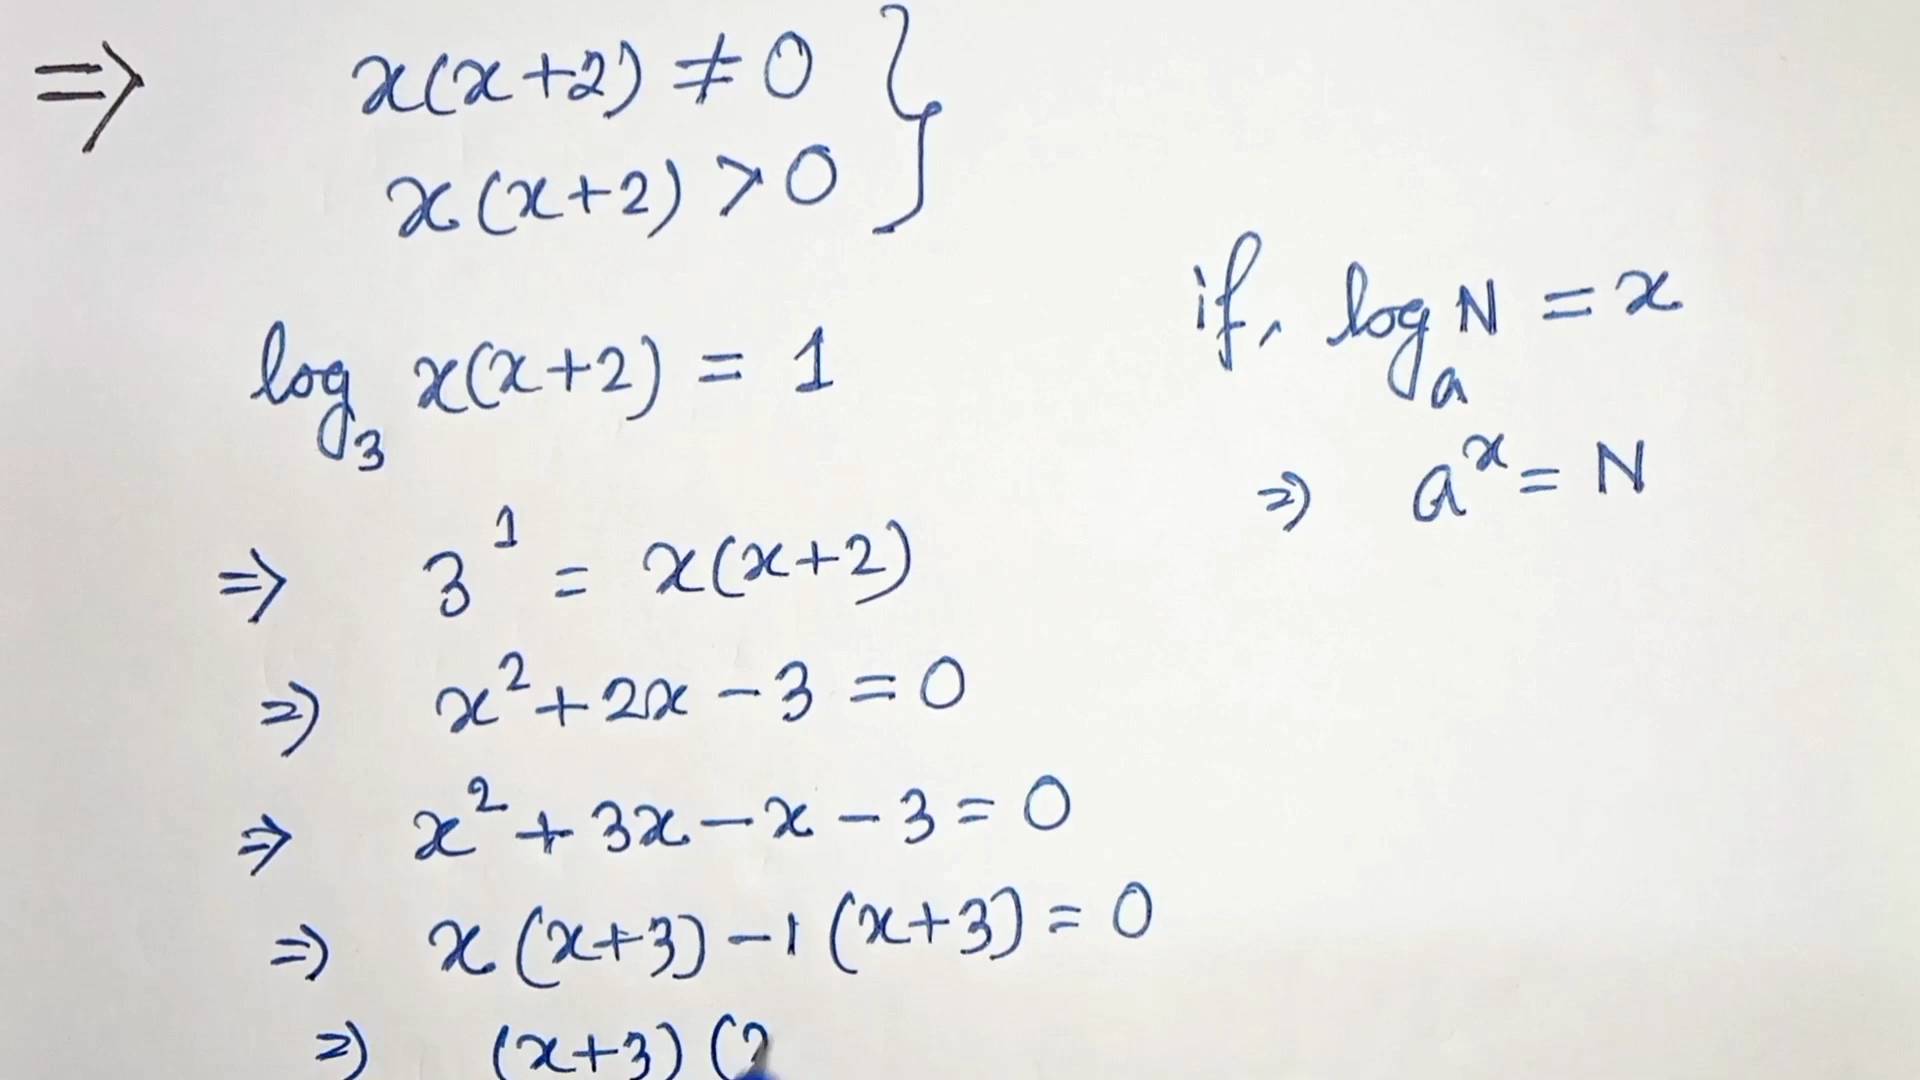 ⇒ x(x+2) ≠ 0 }
x(x+2) > 0
log₃ x(x+2) = 1
⇒ 3¹ = x(x+2)
⇒ x² + 2x - 3 = 0
⇒ x² + 3x - x - 3 = 0
⇒ x(x+3) - 1(x+3) = 0
⇒ (x+3)(
if, logₐ N = x
⇒ aˣ = N